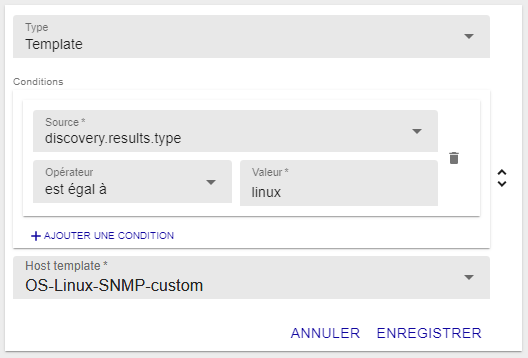 Type
Template
Conditions
Source *
discovery.results.type
Opérateur
est égal à
Valeur *
linux
AJOUTER UNE CONDITION
Host template *
OS-Linux-SNMP-custom
ANNULER
ENREGISTRER